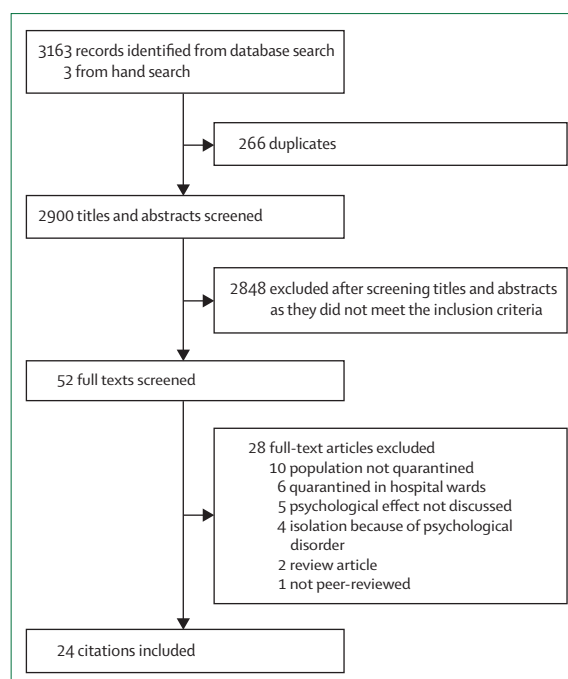 3163 records identified from database search
3 from hand search
266 duplicates
2900 titles and abstracts screened
2848 excluded after screening titles and abstracts
as they did not meet the inclusion criteria
52 full texts screened
28 full-text articles excluded
10 population not quarantined
6 quarantined in hospital wards
5 psychological effect not discussed
4 isolation because of psychological
disorder
2 review article
1 not peer-reviewed
24 citations included